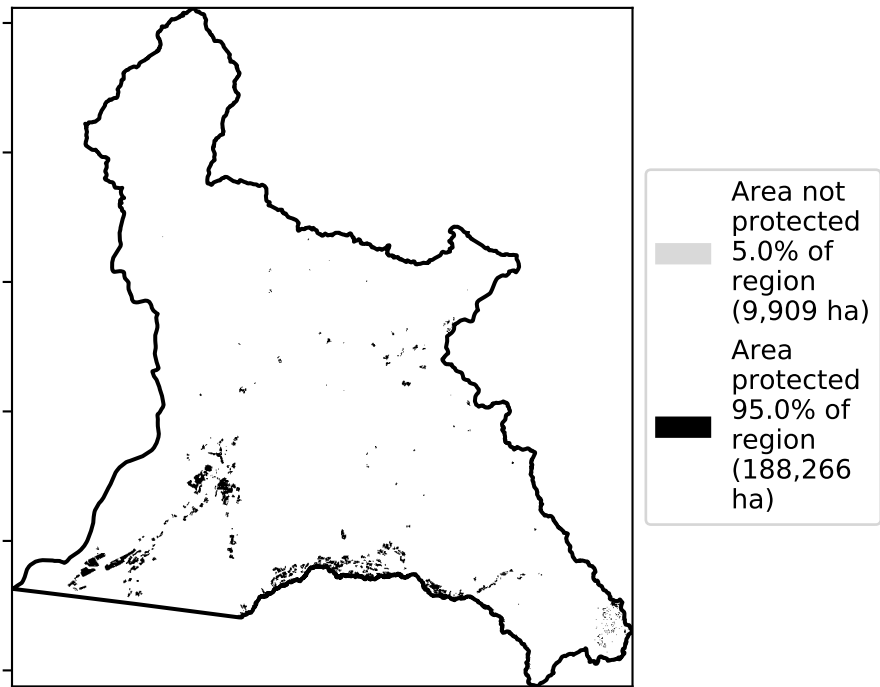 Area not
protected
5.0% of
region
(9,909 ha)
Area
protected
95.0% of
region
(188,266
ha)